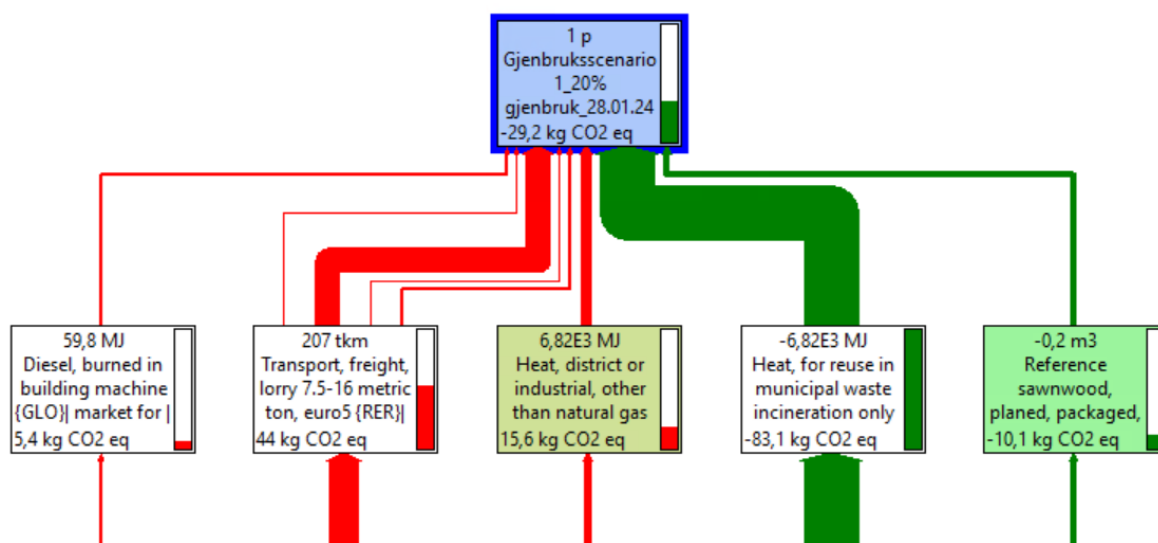 1 p
Gjenbruksscenario
1_20%
gjenbruk_28.01.24
-29,2 kg CO2 eq
59,8 MJ
Diesel, burned in
building machine
{GLO}| market for |
5,4 kg CO2 eq
207 tkm
Transport, freight,
lorry 7.5-16 metric
ton, euro5 {RER}|
44 kg CO2 eq
6,82E3 MJ
Heat, district or
industrial, other
than natural gas
15,6 kg CO2 eq
-6,82E3 MJ
Heat, for reuse in
municipal waste
incineration only
-83,1 kg CO2 eq
-0,2 m3
Reference
sawnwood,
planed, packaged,
-10,1 kg CO2 eq